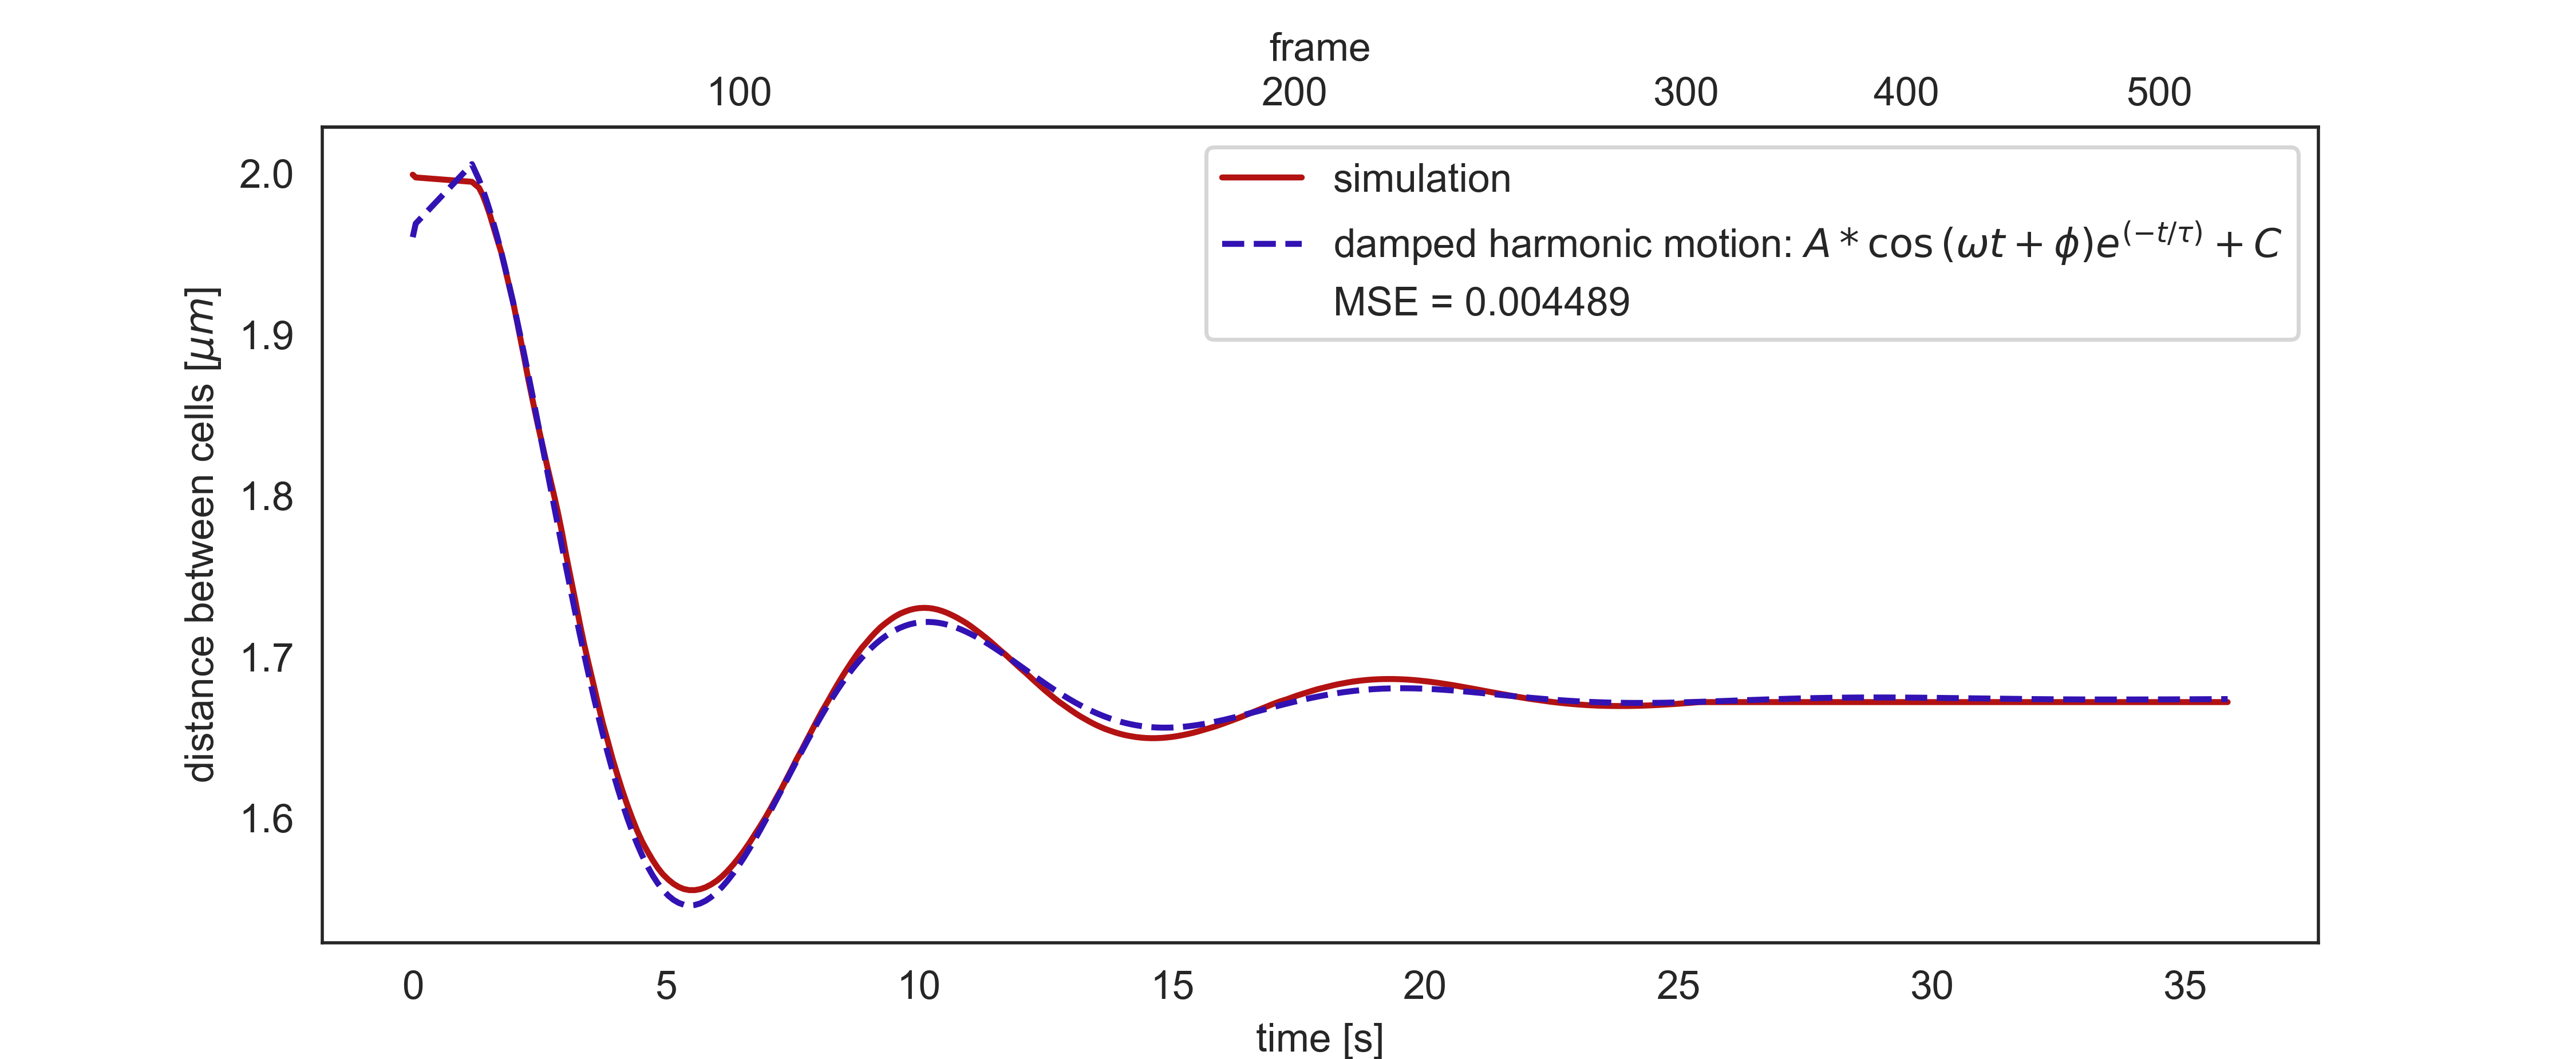 frame
100 200 300 400 500
simulation
damped harmonic motion: A * cos (ωt + ϕ)e^(−t/τ) + C
MSE = 0.004489
distance between cells [μm]
2.0
1.9
1.8
1.7
1.6
0 5 10 15 20 25 30 35
time [s]